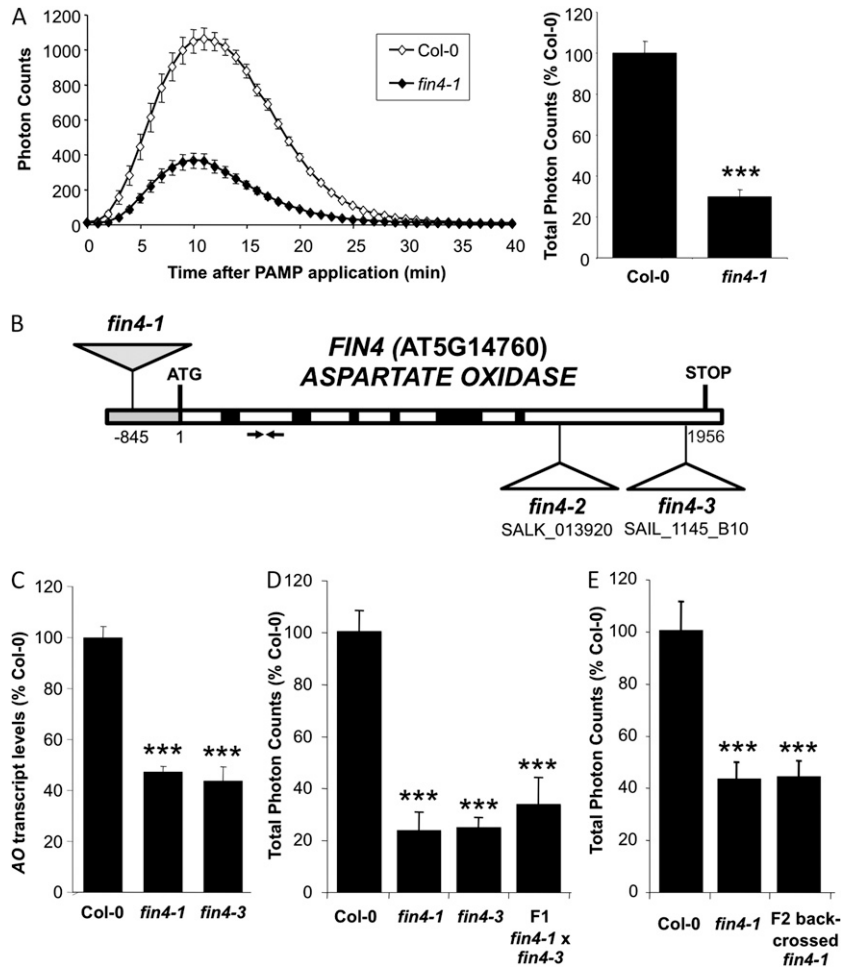 A
Photon Counts
1200
1000
800
600
400
200
0
0 5 10 15 20 25 30 35 40
Time after PAMP application (min)
Col-0
fin4-1
Total Photon Counts (% Col-0)
120
100
80
60
40
20
0
***
Col-0 fin4-1
B
fin4-1
FIN4 (AT5G14760)
ASPARTATE OXIDASE
ATG
STOP
-845 1 1956
fin4-2
SALK_013920
fin4-3
SAIL_1145_B10
C
AO transcript levels (% Col-0)
120
100
80
60
40
20
0
*** ***
Col-0 fin4-1 fin4-3
D
Total Photon Counts (% Col-0)
120
100
80
60
40
20
0
*** *** ***
Col-0 fin4-1 fin4-3 F1
fin4-1 x
fin4-3
E
Total Photon Counts (% Col-0)
120
100
80
60
40
20
0
*** ***
Col-0 fin4-1 F2 back-
crossed
fin4-1